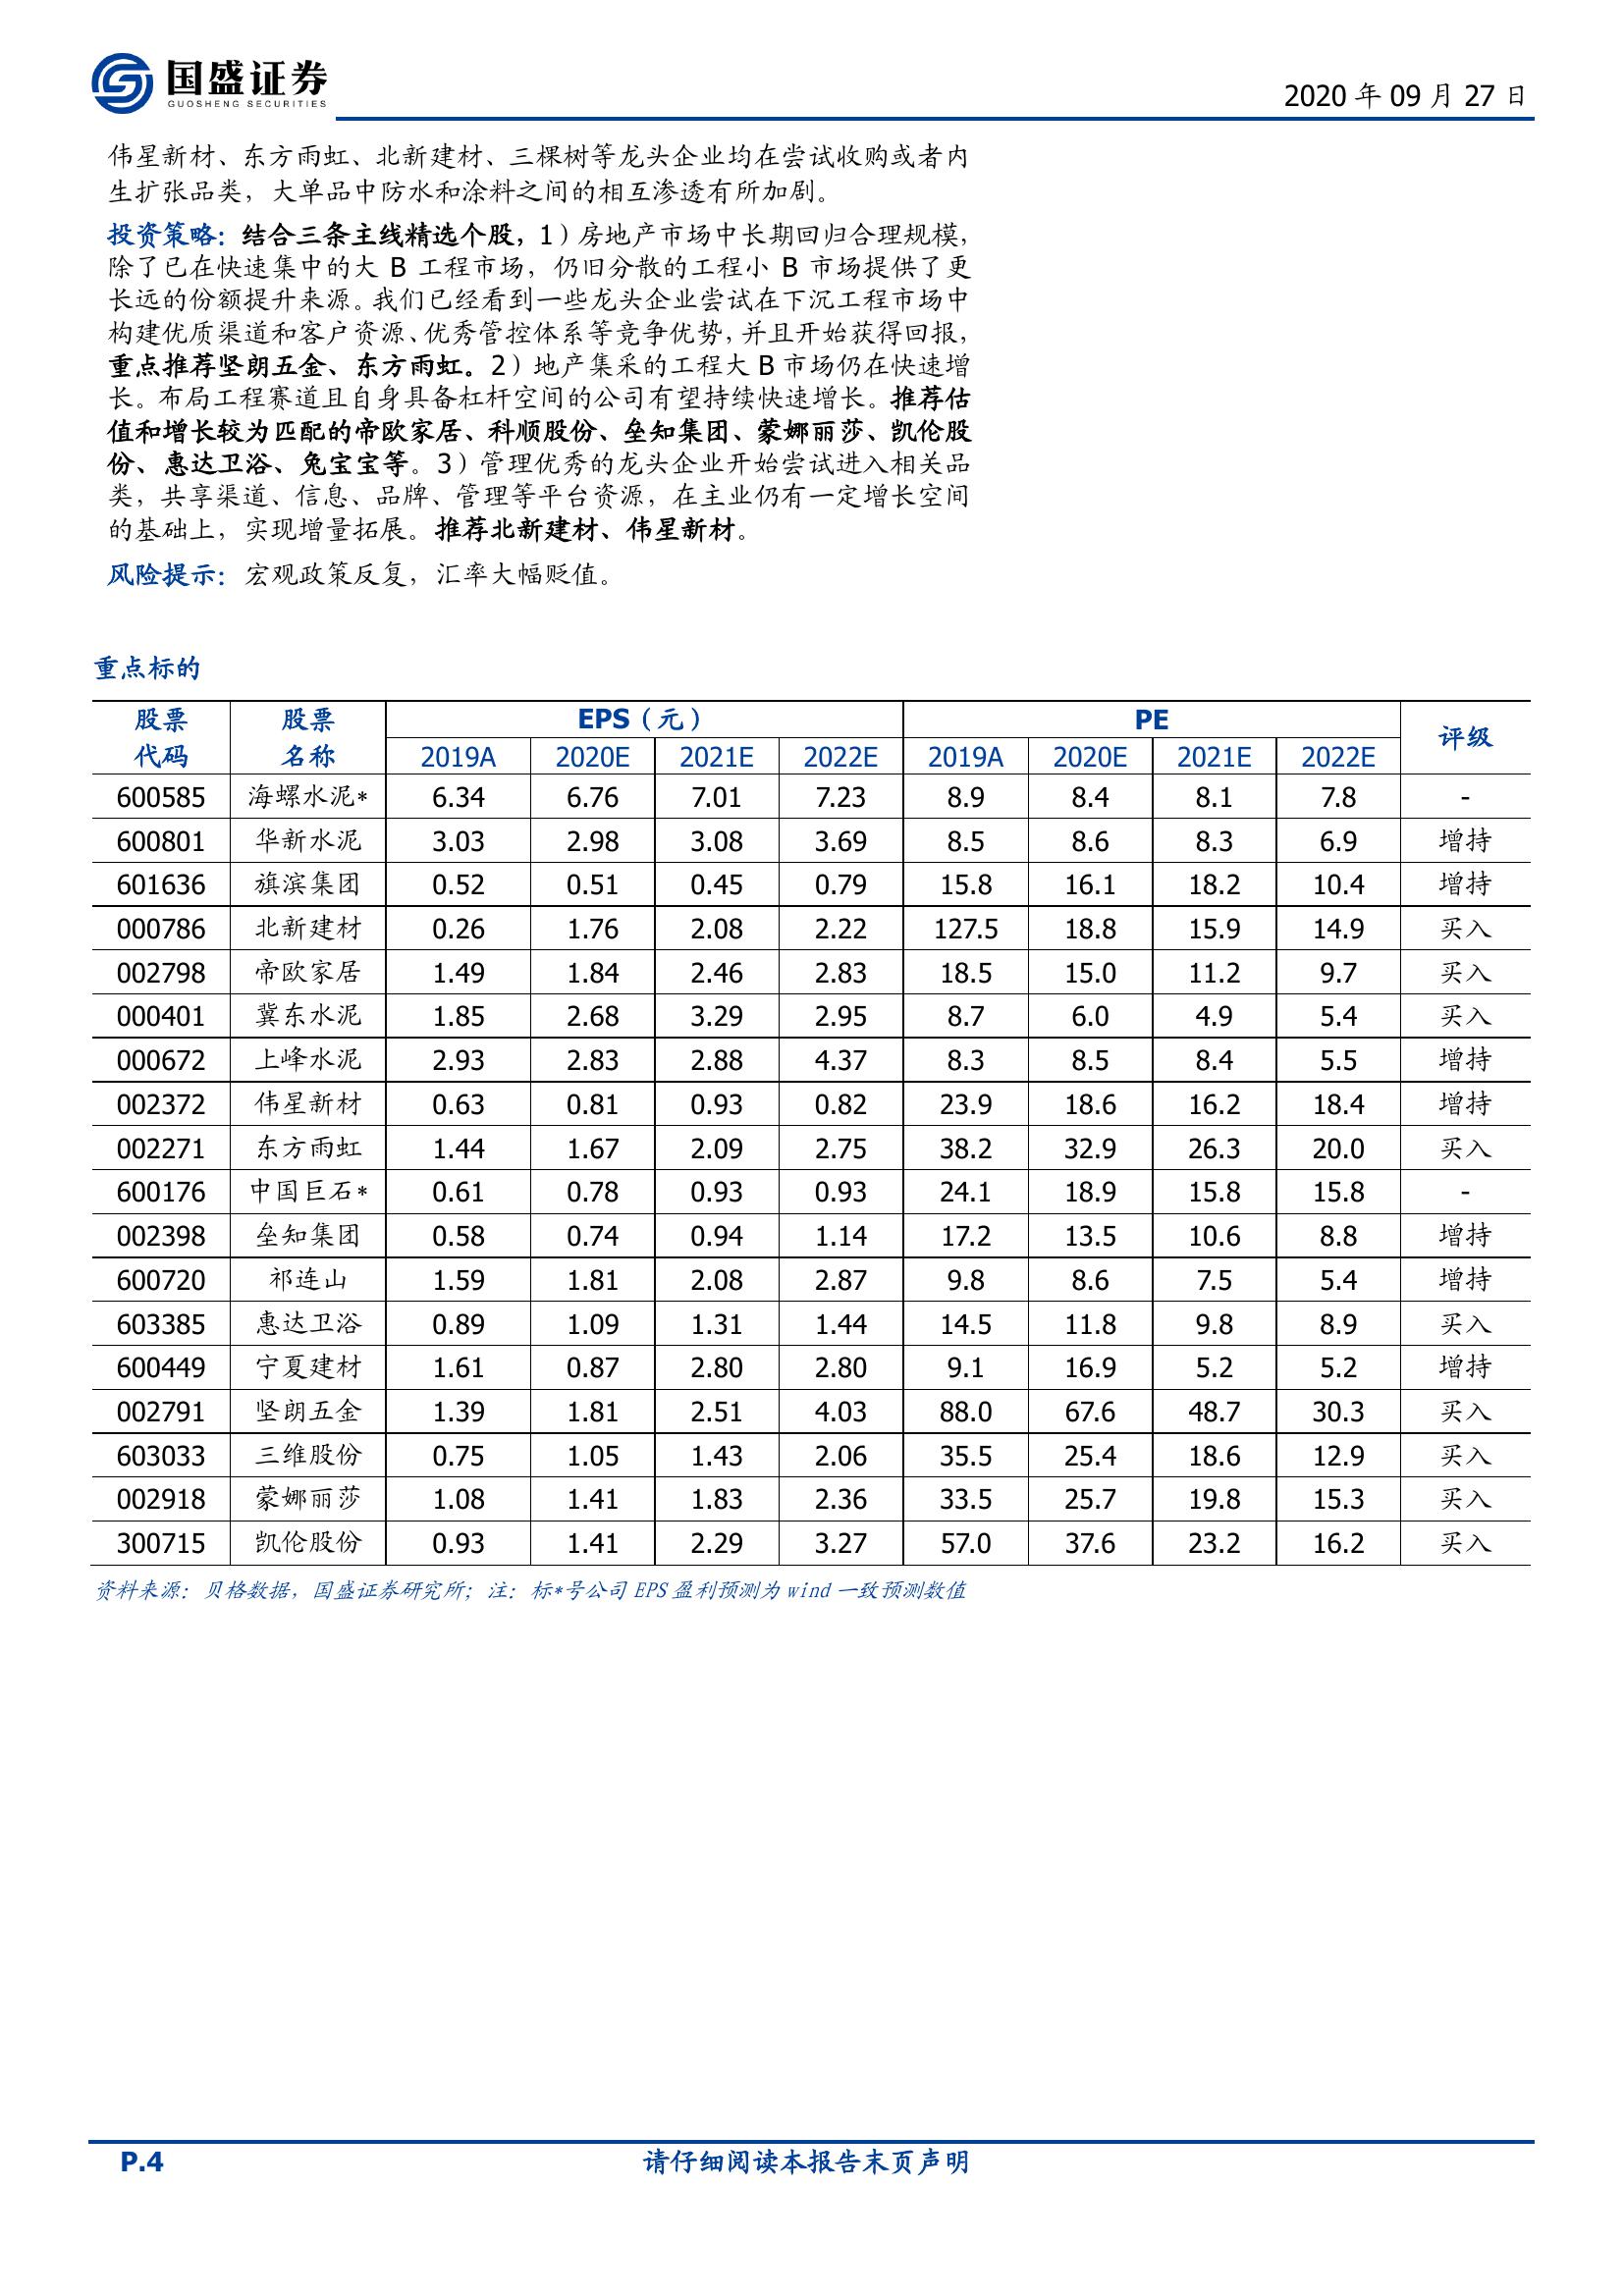 国盛证券
GUOSHENG SECURITIES
2020 年 09 月 27 日
伟星新材、东方雨虹、北新建材、三棵树等龙头企业均在尝试收购或者内
生扩张品类，大单品中防水和涂料之间的相互渗透有所加剧。
投资策略：结合三条主线精选个股，1）房地产市场中长期回归合理规模，
除了已在快速集中的大 B 工程市场，仍旧分散的工程小 B 市场提供了更
长远的份额提升来源。我们已经看到一些龙头企业尝试在下沉工程市场中
构建优质渠道和客户资源、优秀管控体系等竞争优势，并且开始获得回报，
重点推荐坚朗五金、东方雨虹。2）地产集采的工程大 B 市场仍在快速增
长。布局工程赛道且自身具备杠杆空间的公司有望持续快速增长。推荐估
值和增长较为匹配的帝欧家居、科顺股份、垒知集团、蒙娜丽莎、凯伦股
份、惠达卫浴、兔宝宝等。3）管理优秀的龙头企业开始尝试进入相关品
类，共享渠道、信息、品牌、管理等平台资源，在主业仍有一定增长空间
的基础上，实现增量拓展。推荐北新建材、伟星新材。
风险提示：宏观政策反复，汇率大幅贬值。
重点标的
股票 股票 EPS（元） PE 评级
代码 名称 2019A 2020E 2021E 2022E 2019A 2020E 2021E 2022E
600585 海螺水泥* 6.34 6.76 7.01 7.23 8.9 8.4 8.1 7.8 -
600801 华新水泥 3.03 2.98 3.08 3.69 8.5 8.6 8.3 6.9 增持
601636 旗滨集团 0.52 0.51 0.45 0.79 15.8 16.1 18.2 10.4 增持
000786 北新建材 0.26 1.76 2.08 2.22 127.5 18.8 15.9 14.9 买入
002798 帝欧家居 1.49 1.84 2.46 2.83 18.5 15.0 11.2 9.7 买入
000401 冀东水泥 1.85 2.68 3.29 2.95 8.7 6.0 4.9 5.4 买入
000672 上峰水泥 2.93 2.83 2.88 4.37 8.3 8.5 8.4 5.5 增持
002372 伟星新材 0.63 0.81 0.93 0.82 23.9 18.6 16.2 18.4 增持
002271 东方雨虹 1.44 1.67 2.09 2.75 38.2 32.9 26.3 20.0 买入
600176 中国巨石* 0.61 0.78 0.93 0.93 24.1 18.9 15.8 15.8 -
002398 垒知集团 0.58 0.74 0.94 1.14 17.2 13.5 10.6 8.8 增持
600720 祁连山 1.59 1.81 2.08 2.87 9.8 8.6 7.5 5.4 增持
603385 惠达卫浴 0.89 1.09 1.31 1.44 14.5 11.8 9.8 8.9 买入
600449 宁夏建材 1.61 0.87 2.80 2.80 9.1 16.9 5.2 5.2 增持
002791 坚朗五金 1.39 1.81 2.51 4.03 88.0 67.6 48.7 30.3 买入
603033 三维股份 0.75 1.05 1.43 2.06 35.5 25.4 18.6 12.9 买入
002918 蒙娜丽莎 1.08 1.41 1.83 2.36 33.5 25.7 19.8 15.3 买入
300715 凯伦股份 0.93 1.41 2.29 3.27 57.0 37.6 23.2 16.2 买入
资料来源：贝格数据，国盛证券研究所；注：标*号公司 EPS 盈利预测为 wind 一致预测数值
P.4 请仔细阅读本报告末页声明